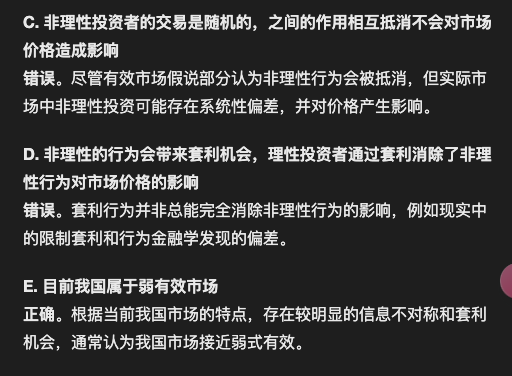 C. 非理性投资者的交易是随机的，之间的作用相互抵消不会对市场
价格造成影响
错误。尽管有效市场假说部分认为非理性行为会被抵消，但实际市
场中非理性投资可能存在系统性偏差，并对价格产生影响。
D. 非理性的行为会带来套利机会，理性投资者通过套利消除了非理
性行为对市场价格的影响
错误。套利行为并非总能完全消除非理性行为的影响，例如现实中
的限制套利和行为金融学发现的偏差。
E. 目前我国属于弱有效市场
正确。根据当前我国市场的特点，存在较明显的信息不对称和套利
机会，通常认为我国市场接近弱式有效。